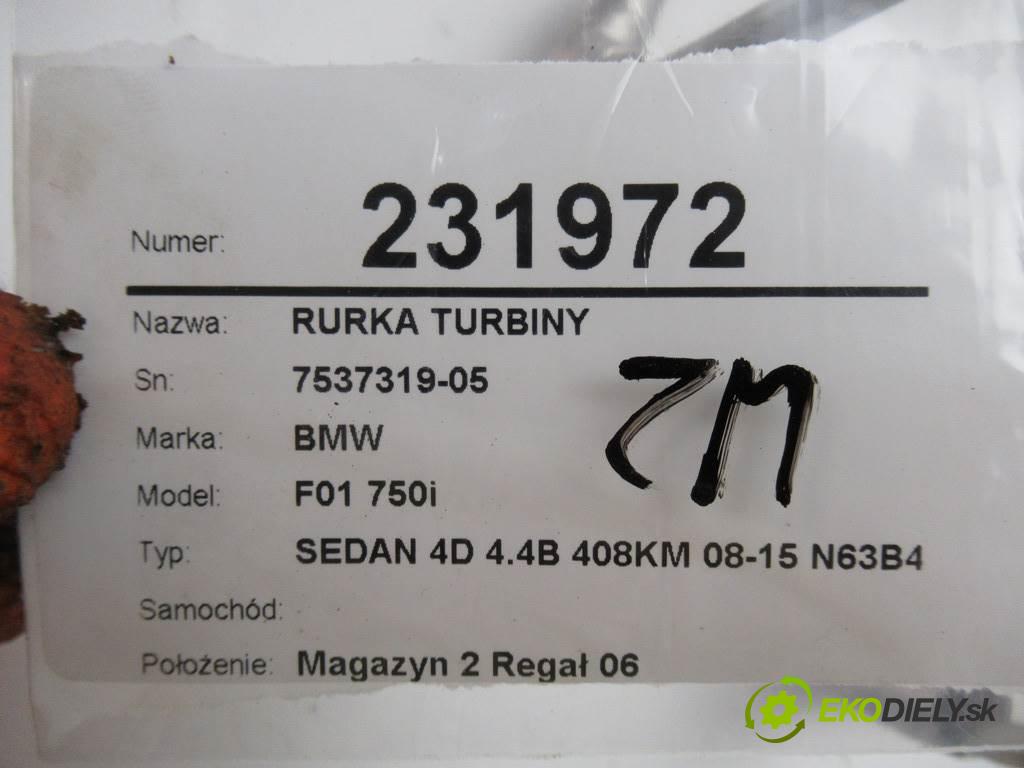 Numer: 231972
Nazwa: RURKA TURBINY
Sn: 7537319-05
Marka: BMW
Model: F01 750i
Typ: SEDAN 4D 4.4B 408KM 08-15 N63B4
Samochód:
Położenie: Magazyn 2 Regał 06
ZM
EKODIELY.sk